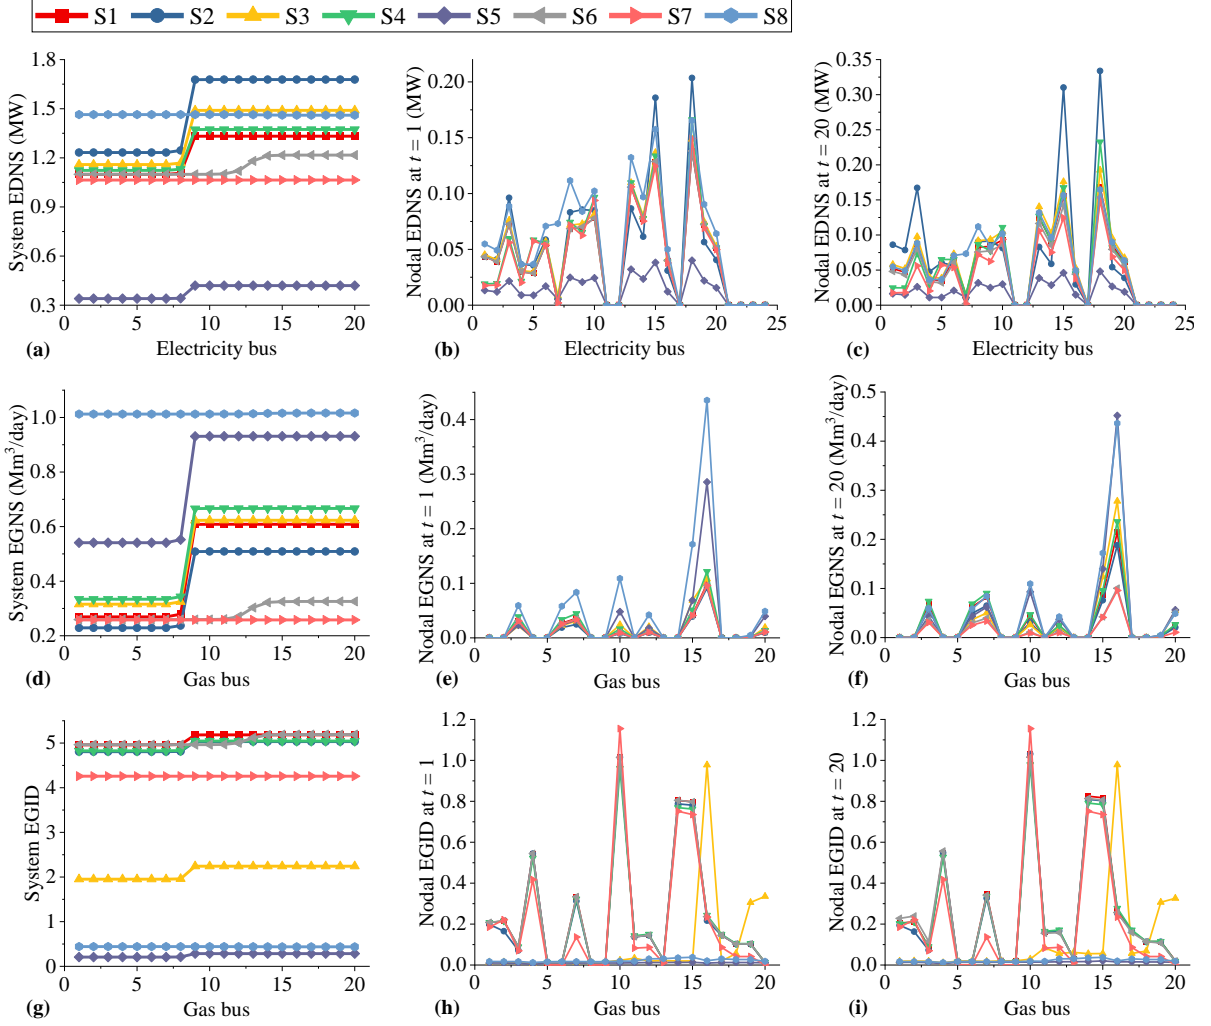 S1 S2 S3 S4 S5 S6 S7 S8
System EDNS (MW)
1.8
1.5
1.2
0.9
0.6
0.3
0 5 10 15 20
(a) Electricity bus
Nodal EDNS at t = 1 (MW)
0.20
0.15
0.10
0.05
0.00
0 5 10 15 20 25
(b) Electricity bus
Nodal EDNS at t = 20 (MW)
0.35
0.30
0.25
0.20
0.15
0.10
0.05
0.00
0 5 10 15 20 25
(c) Electricity bus
System EGNS (Mm³/day)
1.0
0.8
0.6
0.4
0.2
0 5 10 15 20
(d) Gas bus
Nodal EGNS at t = 1 (Mm³/day)
0.4
0.3
0.2
0.1
0.0
0 5 10 15 20
(e) Gas bus
Nodal EGNS at t = 20 (Mm³/day)
0.5
0.4
0.3
0.2
0.1
0.0
0 5 10 15 20
(f) Gas bus
System EGID
5
4
3
2
1
0
0 5 10 15 20
(g) Gas bus
Nodal EGID at t = 1
1.2
1.0
0.8
0.6
0.4
0.2
0.0
0 5 10 15 20
(h) Gas bus
Nodal EGID at t = 20
1.2
1.0
0.8
0.6
0.4
0.2
0.0
0 5 10 15 20
(i) Gas bus